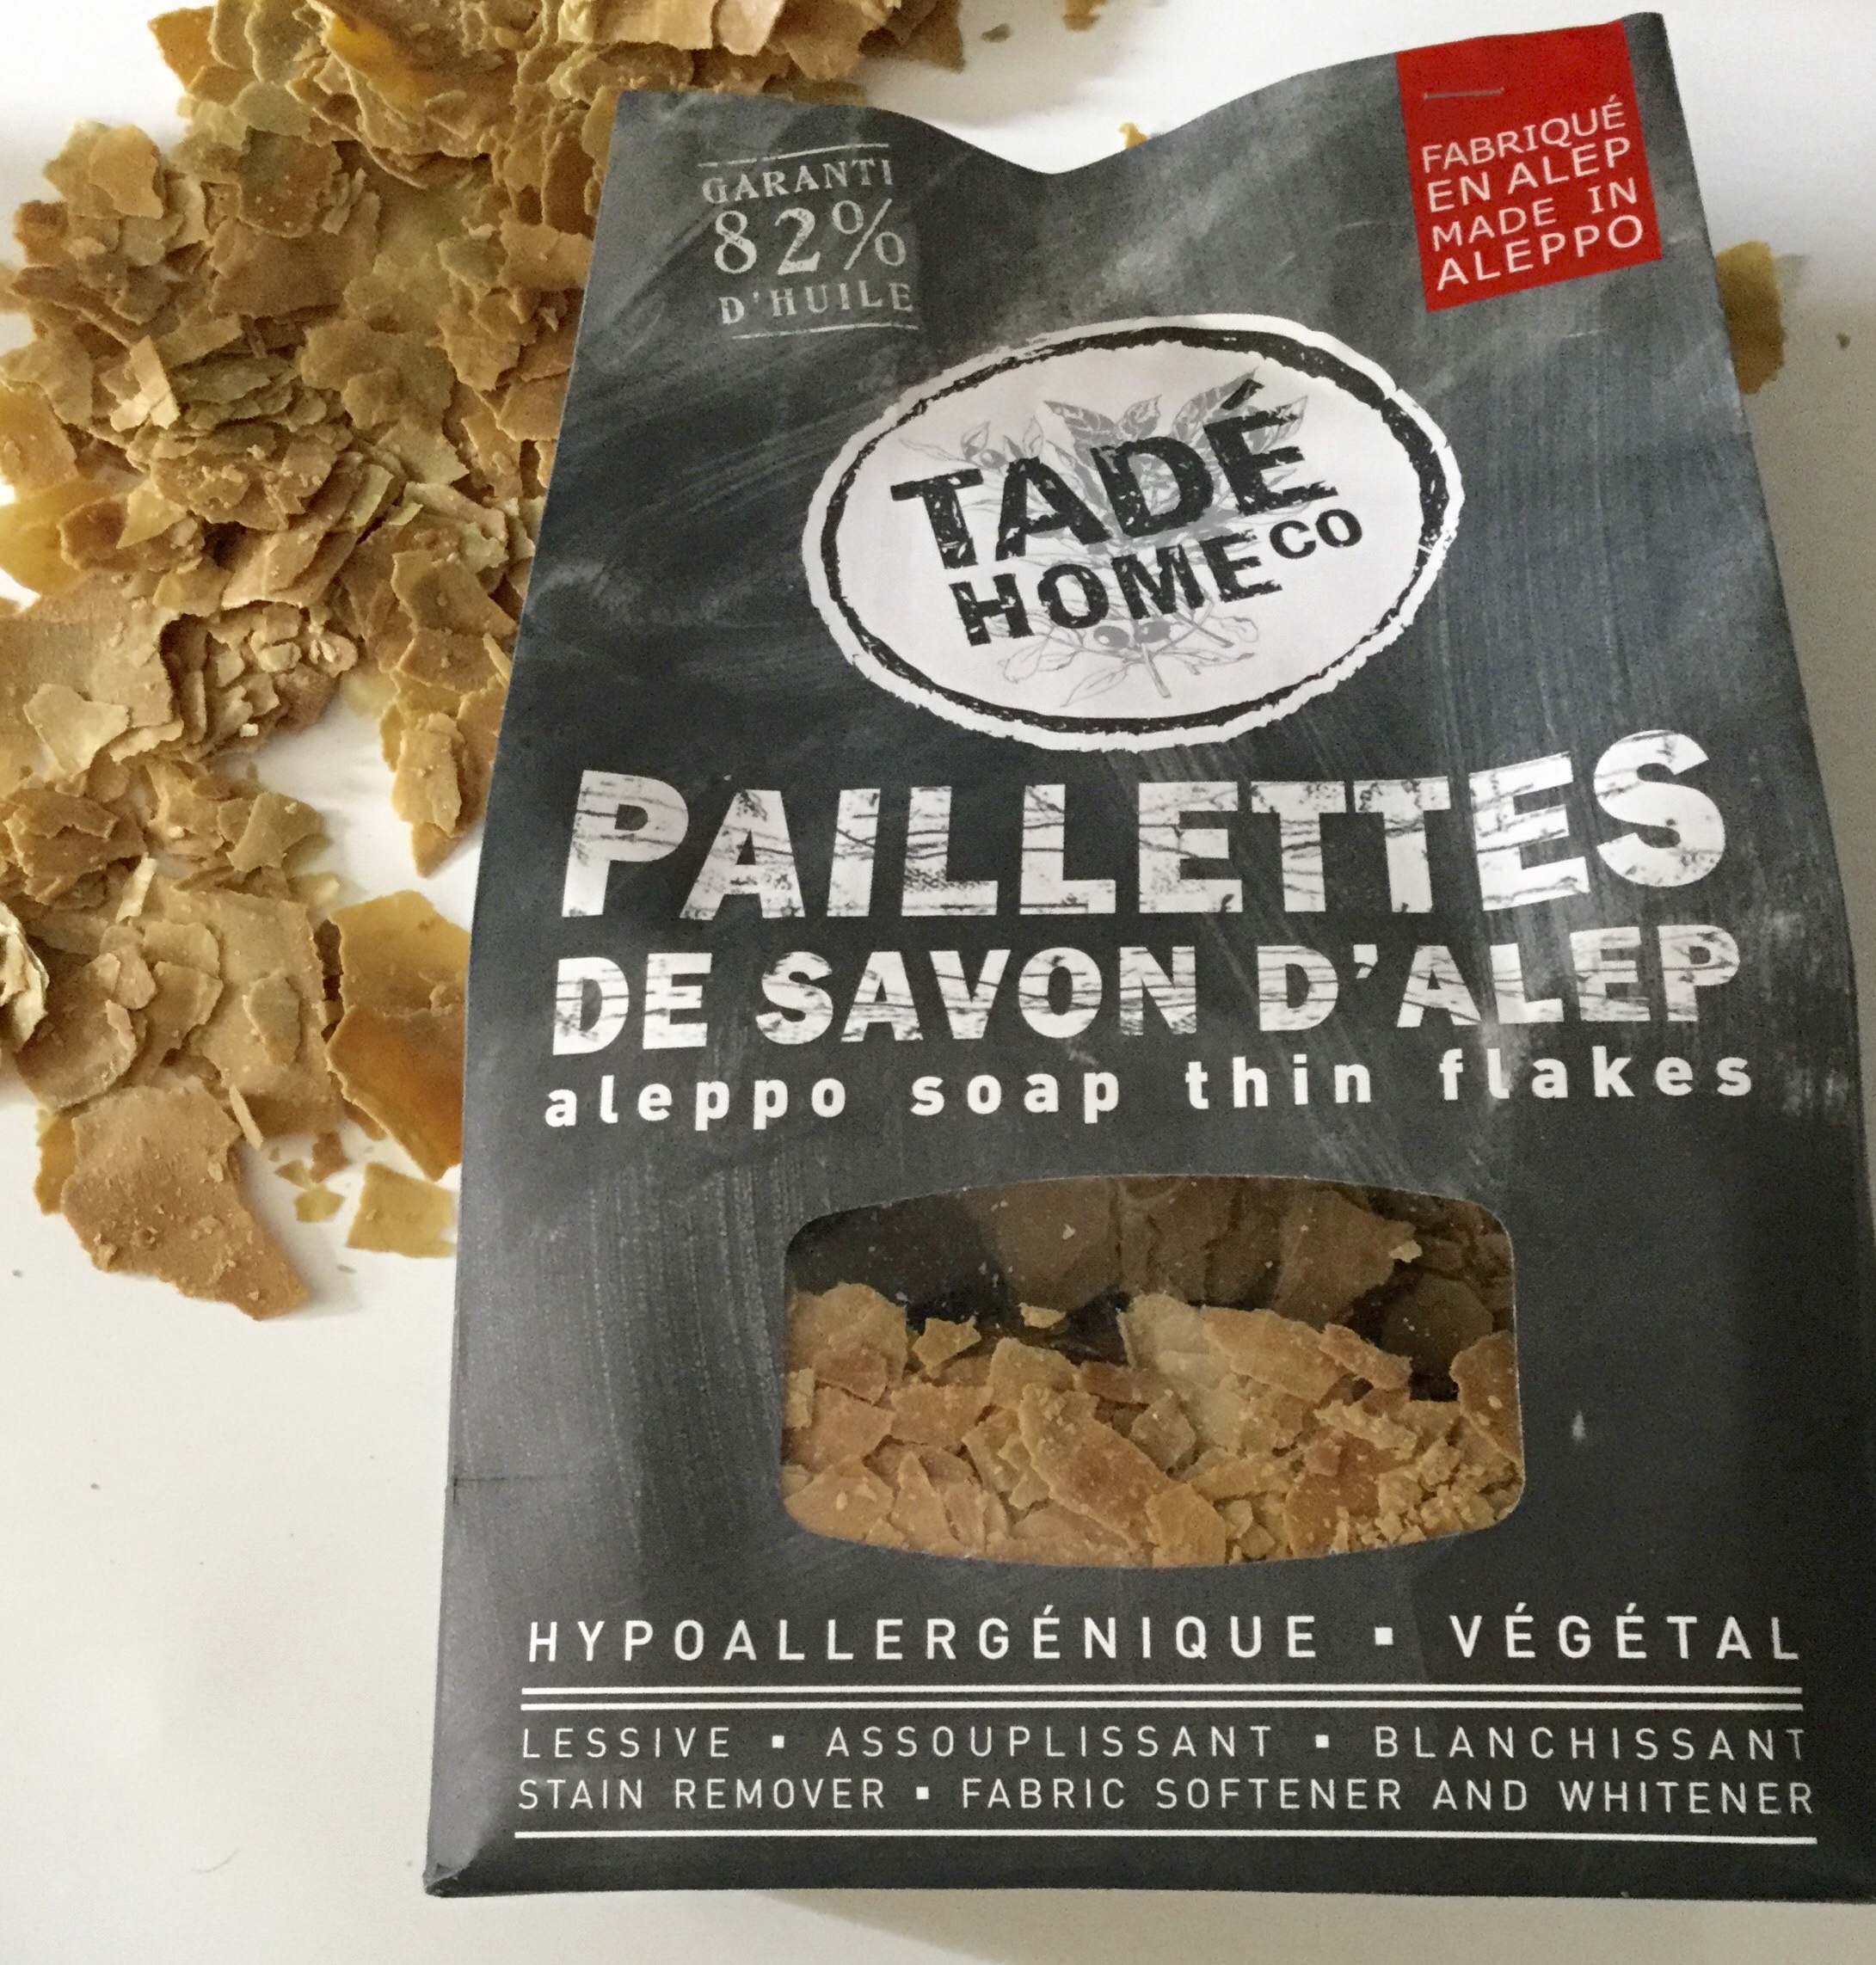 GARANTI
82%
D'HUILE
FABRIQUÉ
EN ALEP
MADE IN
ALEPPO
TADÉ
HOME CO
PAILLETTES
DE SAVON D'ALEP
aleppo soap thin flakes
HYPOALLERGÉNIQUE ▪ VÉGÉTAL
LESSIVE ▪ ASSOUPLISSANT ▪ BLANCHISSANT
STAIN REMOVER ▪ FABRIC SOFTENER AND WHITENER